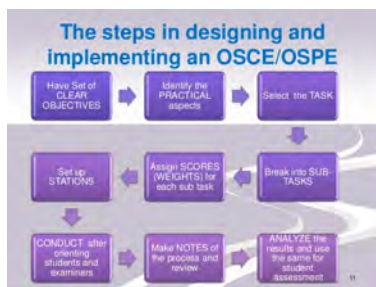 The steps in designing and
implementing an OSCE/OSPE
Have Set of
CLEAR
OBJECTIVES
Identify the
PRACTICAL
aspects
Select the TASK
Break into SUB-
TASKS
Assign SCORES
(WEIGHTS) for
each sub task
Set up
STATIONS
CONDUCT after
orienting
students and
examiners
Make NOTES of
the process and
review
ANALYZE the
results and use
the same for
student
assessment
11